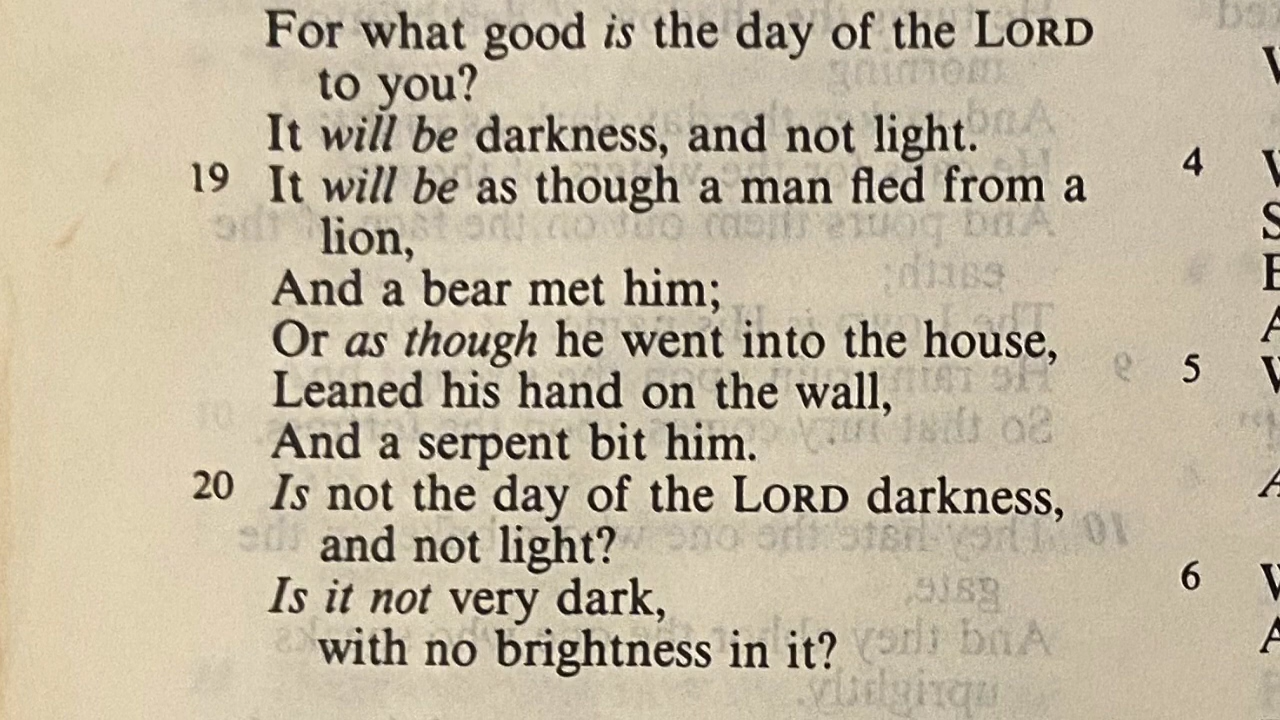 For what good is the day of the LORD
to you?
It will be darkness, and not light.
19 It will be as though a man fled from a
lion,
And a bear met him;
Or as though he went into the house,
Leaned his hand on the wall,
And a serpent bit him.
20 Is not the day of the LORD darkness,
and not light?
Is it not very dark,
with no brightness in it?
4
5
6